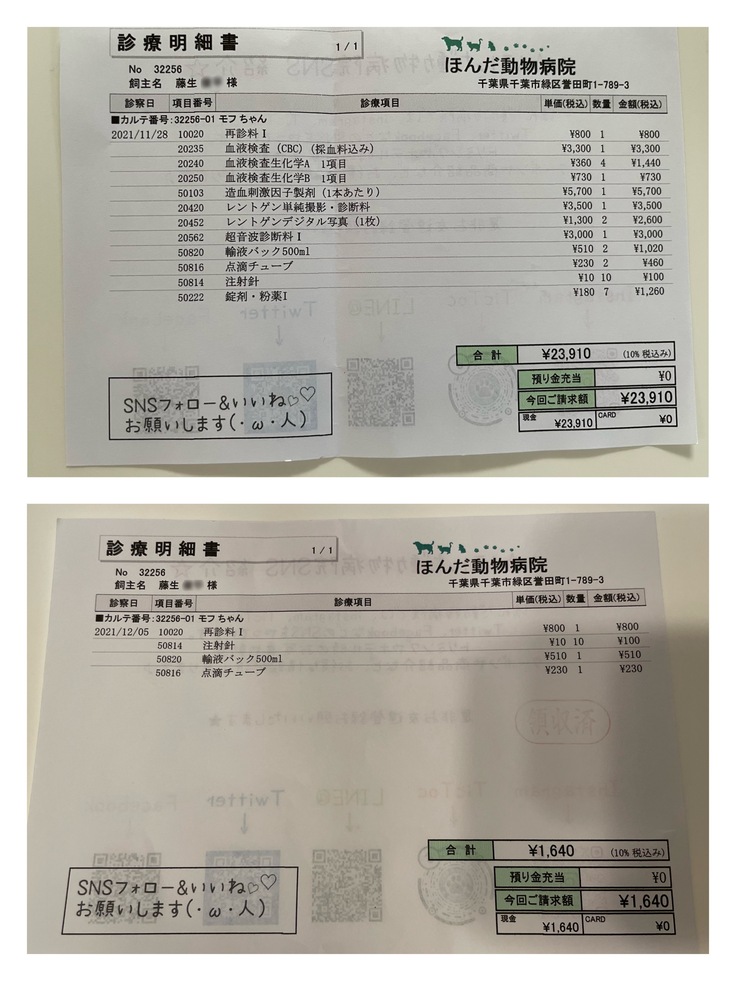 診療明細書
1/1
ほんだ動物病院
千葉県千葉市緑区誉田町1-789-3
No 32256
飼主名 藤生 様
診察日 項目番号 診療項目 単価(税込) 数量 金額(税込)
■カルテ番号:32256-01 モフちゃん
2021/11/28 10020 再診料Ⅰ ¥800 1 ¥800
20235 血液検査（CBC）(採血料込み) ¥3,300 1 ¥3,300
20240 血液検査生化学A 1項目 ¥360 4 ¥1,440
20250 血液検査生化学B 1項目 ¥730 1 ¥730
50103 造血刺激因子製剤（1本あたり） ¥5,700 1 ¥5,700
20420 レントゲン単純撮影・診断料 ¥3,500 1 ¥3,500
20452 レントゲンデジタル写真（1枚） ¥1,300 2 ¥2,600
20562 超音波診断料Ⅰ ¥3,000 1 ¥3,000
50820 輸液バック500ml ¥510 2 ¥1,020
50816 点滴チューブ ¥230 2 ¥460
50814 注射針 ¥10 10 ¥100
50222 錠剤・粉薬Ⅰ ¥180 7 ¥1,260
合計 ¥23,910 (10%税込み)
預り金充当 ¥0
今回ご請求額 ¥23,910
現金 ¥23,910 CARD ¥0
SNSフォロー&いいね♡♡
お願いします(・ω・人)
診療明細書
1/1
ほんだ動物病院
千葉県千葉市緑区誉田町1-789-3
No 32256
飼主名 藤生 様
診察日 項目番号 診療項目 単価(税込) 数量 金額(税込)
■カルテ番号:32256-01 モフちゃん
2021/12/05 10020 再診料Ⅰ ¥800 1 ¥800
50814 注射針 ¥10 10 ¥100
50820 輸液バック500ml ¥510 1 ¥510
50816 点滴チューブ ¥230 1 ¥230
合計 ¥1,640 (10%税込み)
預り金充当 ¥0
今回ご請求額 ¥1,640
現金 ¥1,640 CARD ¥0
SNSフォロー&いいね♡♡
お願いします(・ω・人)